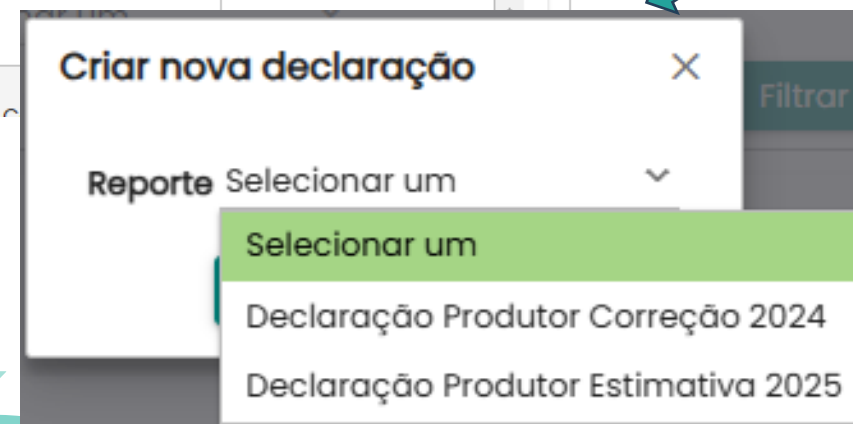 Criar nova declaração
Filtrar
Reporte Selecionar um
Selecionar um
Declaração Produtor Correção 2024
Declaração Produtor Estimativa 2025